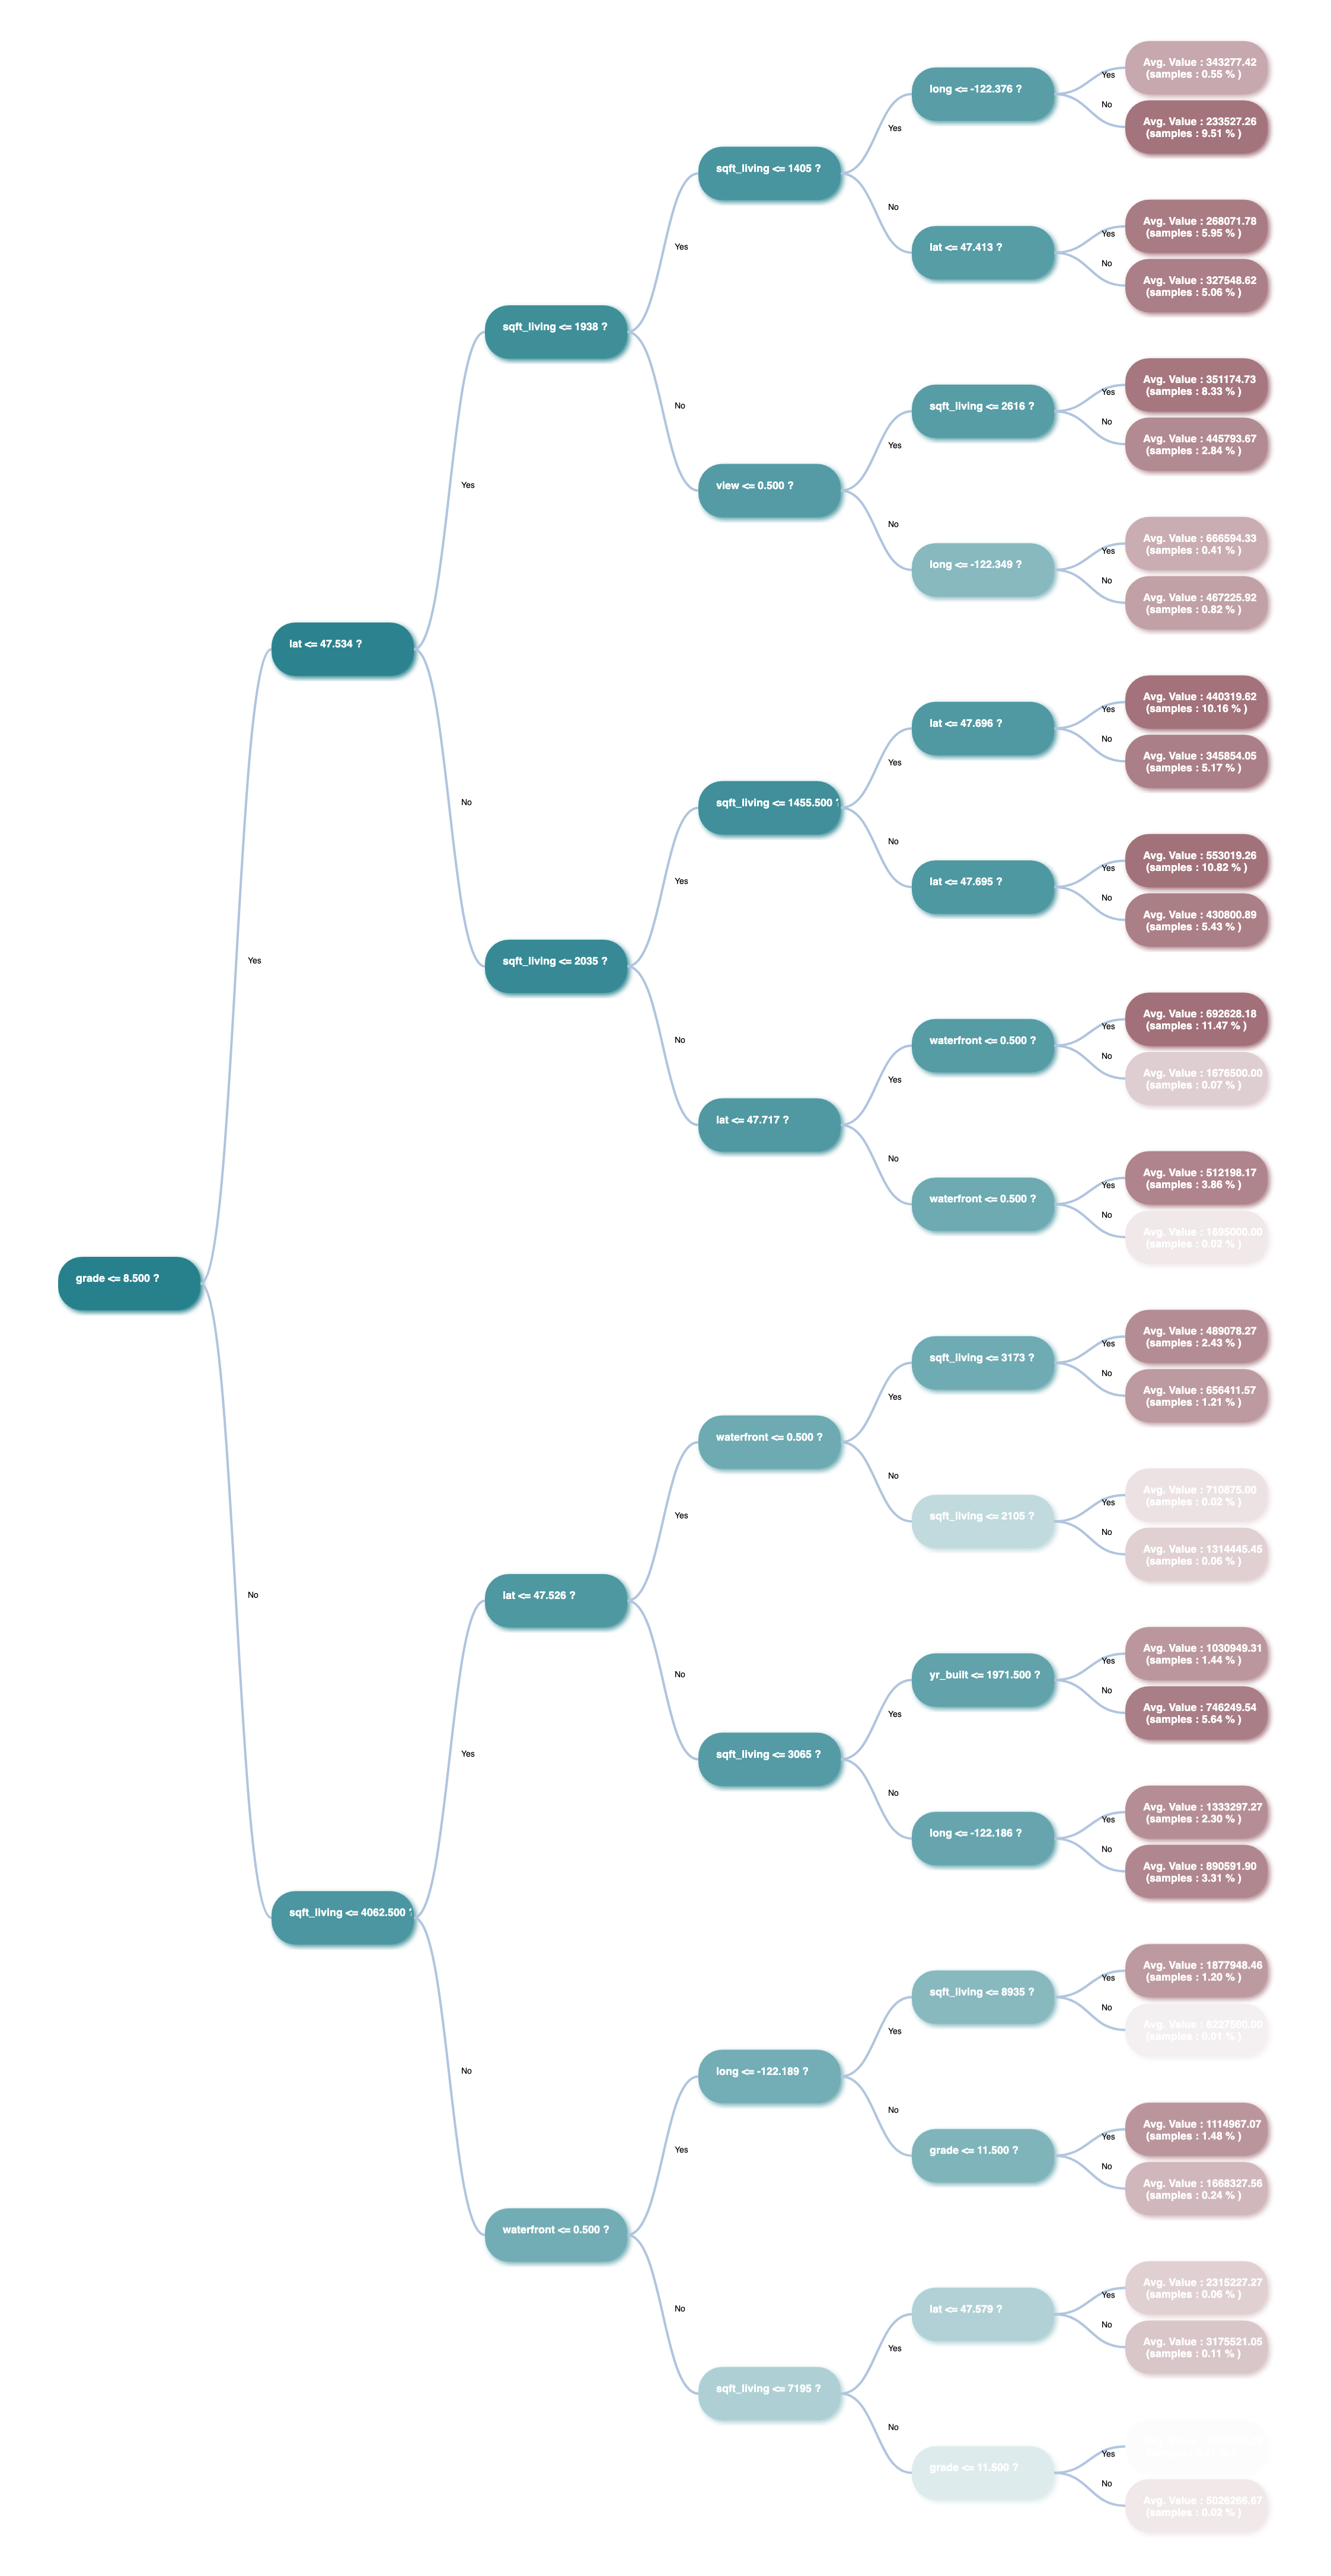 long <= -122.376 ?
Yes
Avg. Value : 343277.42
(samples : 0.55 % )
No
Avg. Value : 233527.26
(samples : 9.51 % )
Yes
sqft_living <= 1405 ?
No
lat <= 47.413 ?
Yes
Avg. Value : 268071.78
(samples : 5.95 % )
No
Avg. Value : 327548.62
(samples : 5.06 % )
Yes
sqft_living <= 1938 ?
No
sqft_living <= 2616 ?
Yes
Avg. Value : 351174.73
(samples : 8.33 % )
No
Avg. Value : 445793.67
(samples : 2.84 % )
Yes
view <= 0.500 ?
No
long <= -122.349 ?
Yes
Avg. Value : 666594.33
(samples : 0.41 % )
No
Avg. Value : 467225.92
(samples : 0.82 % )
Yes
lat <= 47.534 ?
No
lat <= 47.696 ?
Yes
Avg. Value : 440319.62
(samples : 10.16 % )
No
Avg. Value : 345854.05
(samples : 5.17 % )
Yes
sqft_living <= 1455.500 ?
No
lat <= 47.695 ?
Yes
Avg. Value : 553019.26
(samples : 10.82 % )
No
Avg. Value : 430800.89
(samples : 5.43 % )
Yes
sqft_living <= 2035 ?
No
waterfront <= 0.500 ?
Yes
Avg. Value : 692628.18
(samples : 11.47 % )
No
Avg. Value : 1676500.00
(samples : 0.07 % )
Yes
lat <= 47.717 ?
No
waterfront <= 0.500 ?
Yes
Avg. Value : 512198.17
(samples : 3.86 % )
No
Avg. Value : 1695000.00
(samples : 0.02 % )
Yes
grade <= 8.500 ?
No
sqft_living <= 3173 ?
Yes
Avg. Value : 489078.27
(samples : 2.43 % )
No
Avg. Value : 656411.57
(samples : 1.21 % )
Yes
waterfront <= 0.500 ?
No
sqft_living <= 2105 ?
Yes
Avg. Value : 710875.00
(samples : 0.02 % )
No
Avg. Value : 1314445.45
(samples : 0.06 % )
Yes
lat <= 47.526 ?
No
yr_built <= 1971.500 ?
Yes
Avg. Value : 1030949.31
(samples : 1.44 % )
No
Avg. Value : 746249.54
(samples : 5.64 % )
Yes
sqft_living <= 3065 ?
No
long <= -122.186 ?
Yes
Avg. Value : 1333297.27
(samples : 2.30 % )
No
Avg. Value : 890591.90
(samples : 3.31 % )
Yes
sqft_living <= 4062.500 ?
No
sqft_living <= 8935 ?
Yes
Avg. Value : 1877948.46
(samples : 1.20 % )
No
Avg. Value : 6227500.00
(samples : 0.01 % )
Yes
long <= -122.189 ?
No
grade <= 11.500 ?
Yes
Avg. Value : 1114967.07
(samples : 1.48 % )
No
Avg. Value : 1668327.56
(samples : 0.24 % )
Yes
waterfront <= 0.500 ?
No
lat <= 47.579 ?
Yes
Avg. Value : 2315227.27
(samples : 0.06 % )
No
Avg. Value : 3175521.05
(samples : 0.11 % )
Yes
sqft_living <= 7195 ?
No
grade <= 11.500 ?
Yes
No
Avg. Value : 5026266.67
(samples : 0.02 % )